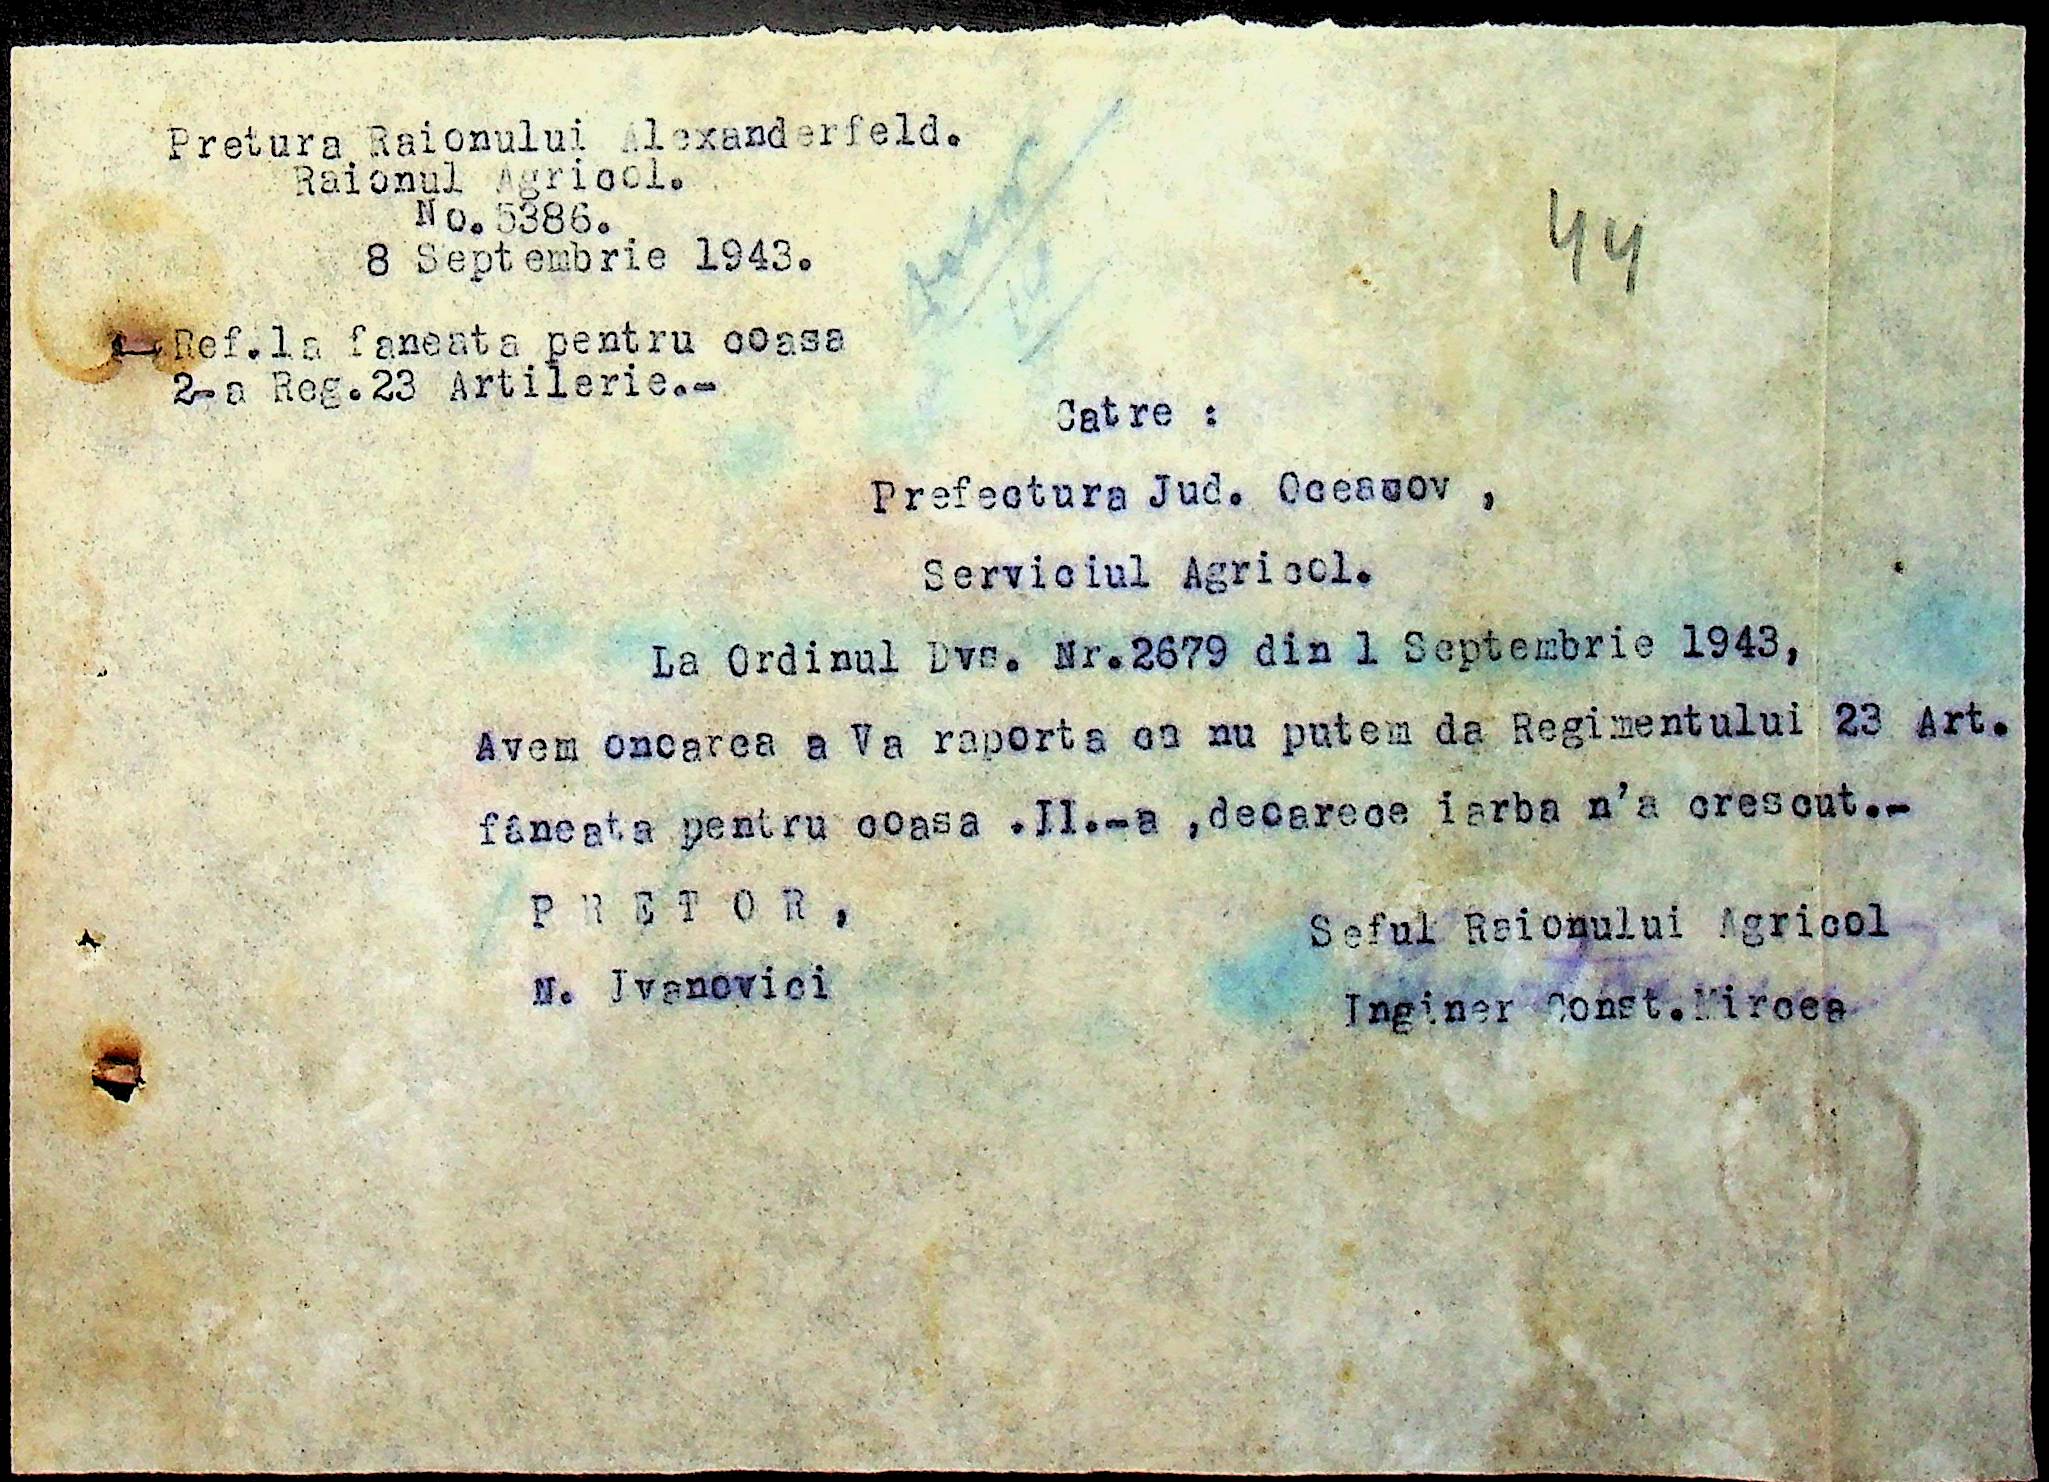 Pretura Raionului Alexanderfeld.
Raionul Agricol.
No.5386.
8 Septembrie 1943.
44
Ref.la faneata pentru coasa
2-a Reg.23 Artilerie.-
Catre :
Prefectura Jud. Oceacov ,
Serviciul Agricol.
La Ordinul Dvs. Nr.2679 din 1 Septembrie 1943,
Avem onoarea a Va raporta ca nu putem da Regimentului 23 Art.
fâneata pentru coasa .II.-a ,deoarece iarba n'a crescut.-
P R E T O R ,
Seful Raionului Agricol
N. Ivanovici
Inginer Const.Mircea